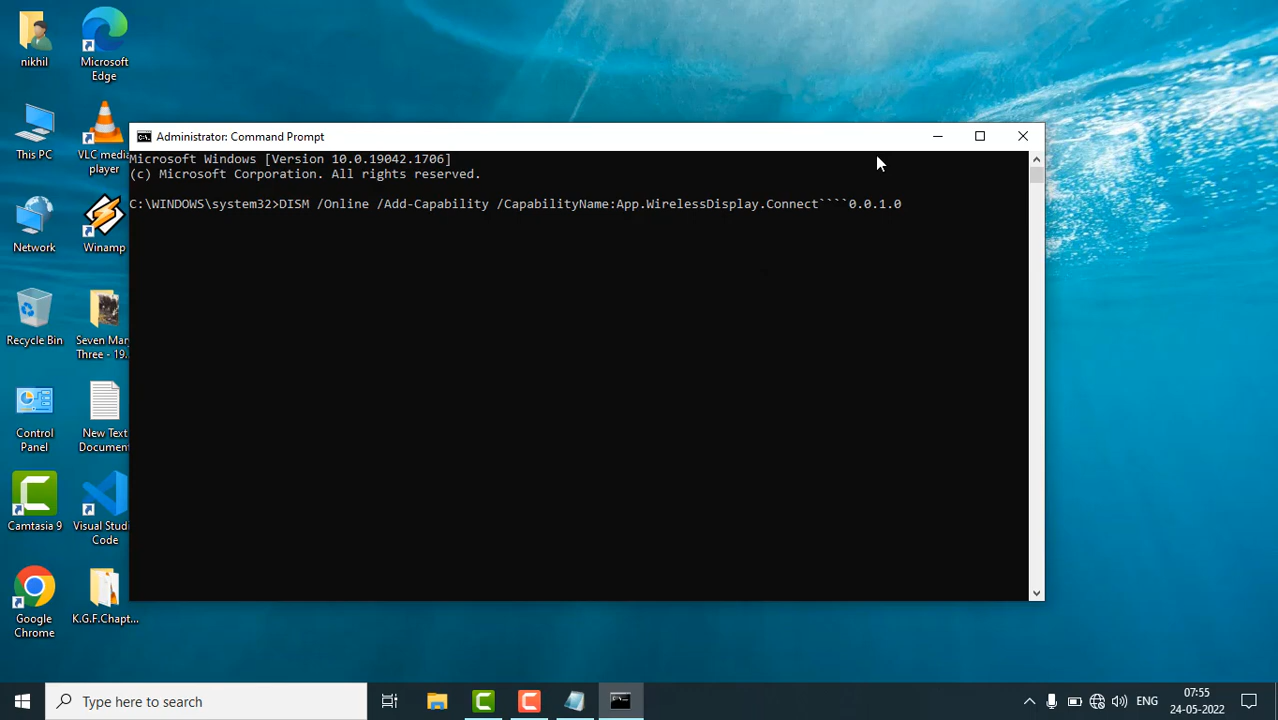 nikhil
Microsoft
Edge
This PC
VLC media
player
Network
Winamp
Recycle Bin
Seven Mary
Three - 19...
Control
Panel
New Text
Document
Camtasia 9
Visual Studi
Code
Google
Chrome
K.G.F.Chapt...
Administrator: Command Prompt
Microsoft Windows [Version 10.0.19042.1706]
(c) Microsoft Corporation. All rights reserved.
C:\WINDOWS\system32>DISM /Online /Add-Capability /CapabilityName:App.WirelessDisplay.Connect````0.0.1.0
Type here to search
ENG
07:55
24-05-2022